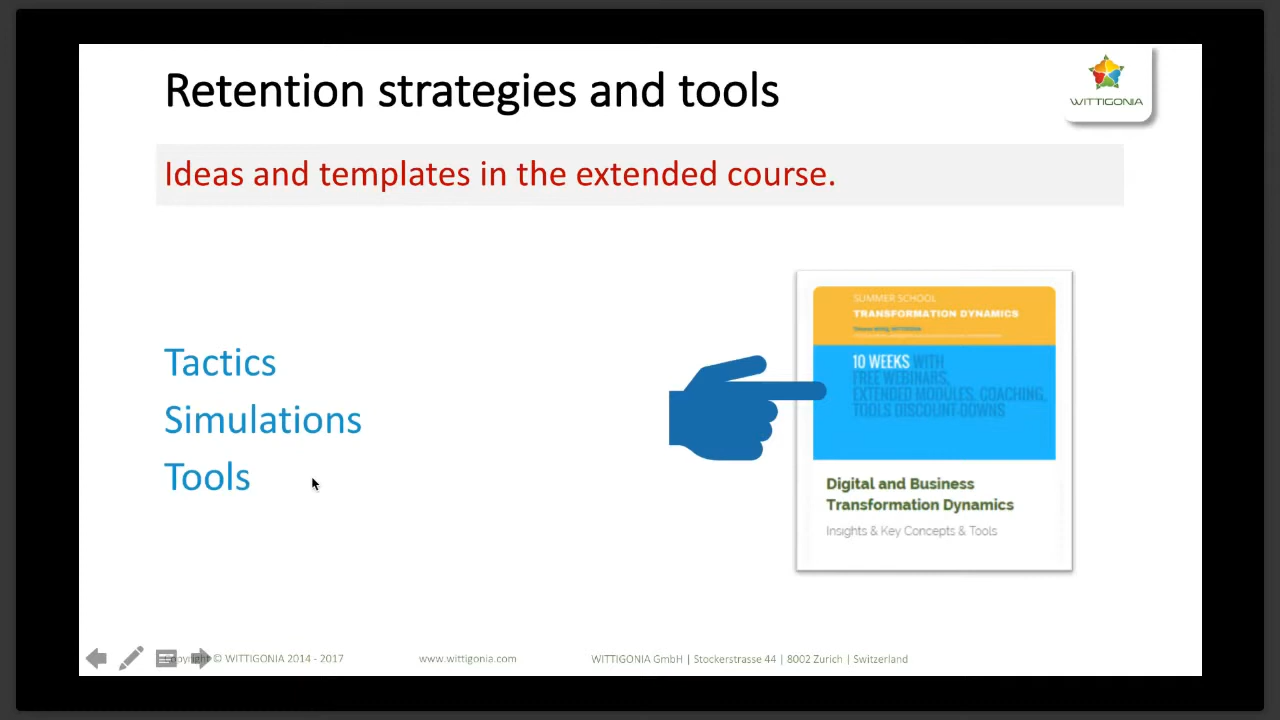 Retention strategies and tools
WITTIGONIA
Ideas and templates in the extended course.
Tactics
Simulations
Tools
SUMMER SCHOOL
TRANSFORMATION DYNAMICS
10 WEEKS WITH
FREE WEBINARS,
EXTENDED MODULES, COACHING,
TOOLS DISCOUNT-DOWNS
Digital and Business
Transformation Dynamics
Insights & Key Concepts & Tools
Copyright © WITTIGONIA 2014 - 2017
www.wittigonia.com
WITTIGONIA GmbH | Stockerstrasse 44 | 8002 Zurich | Switzerland